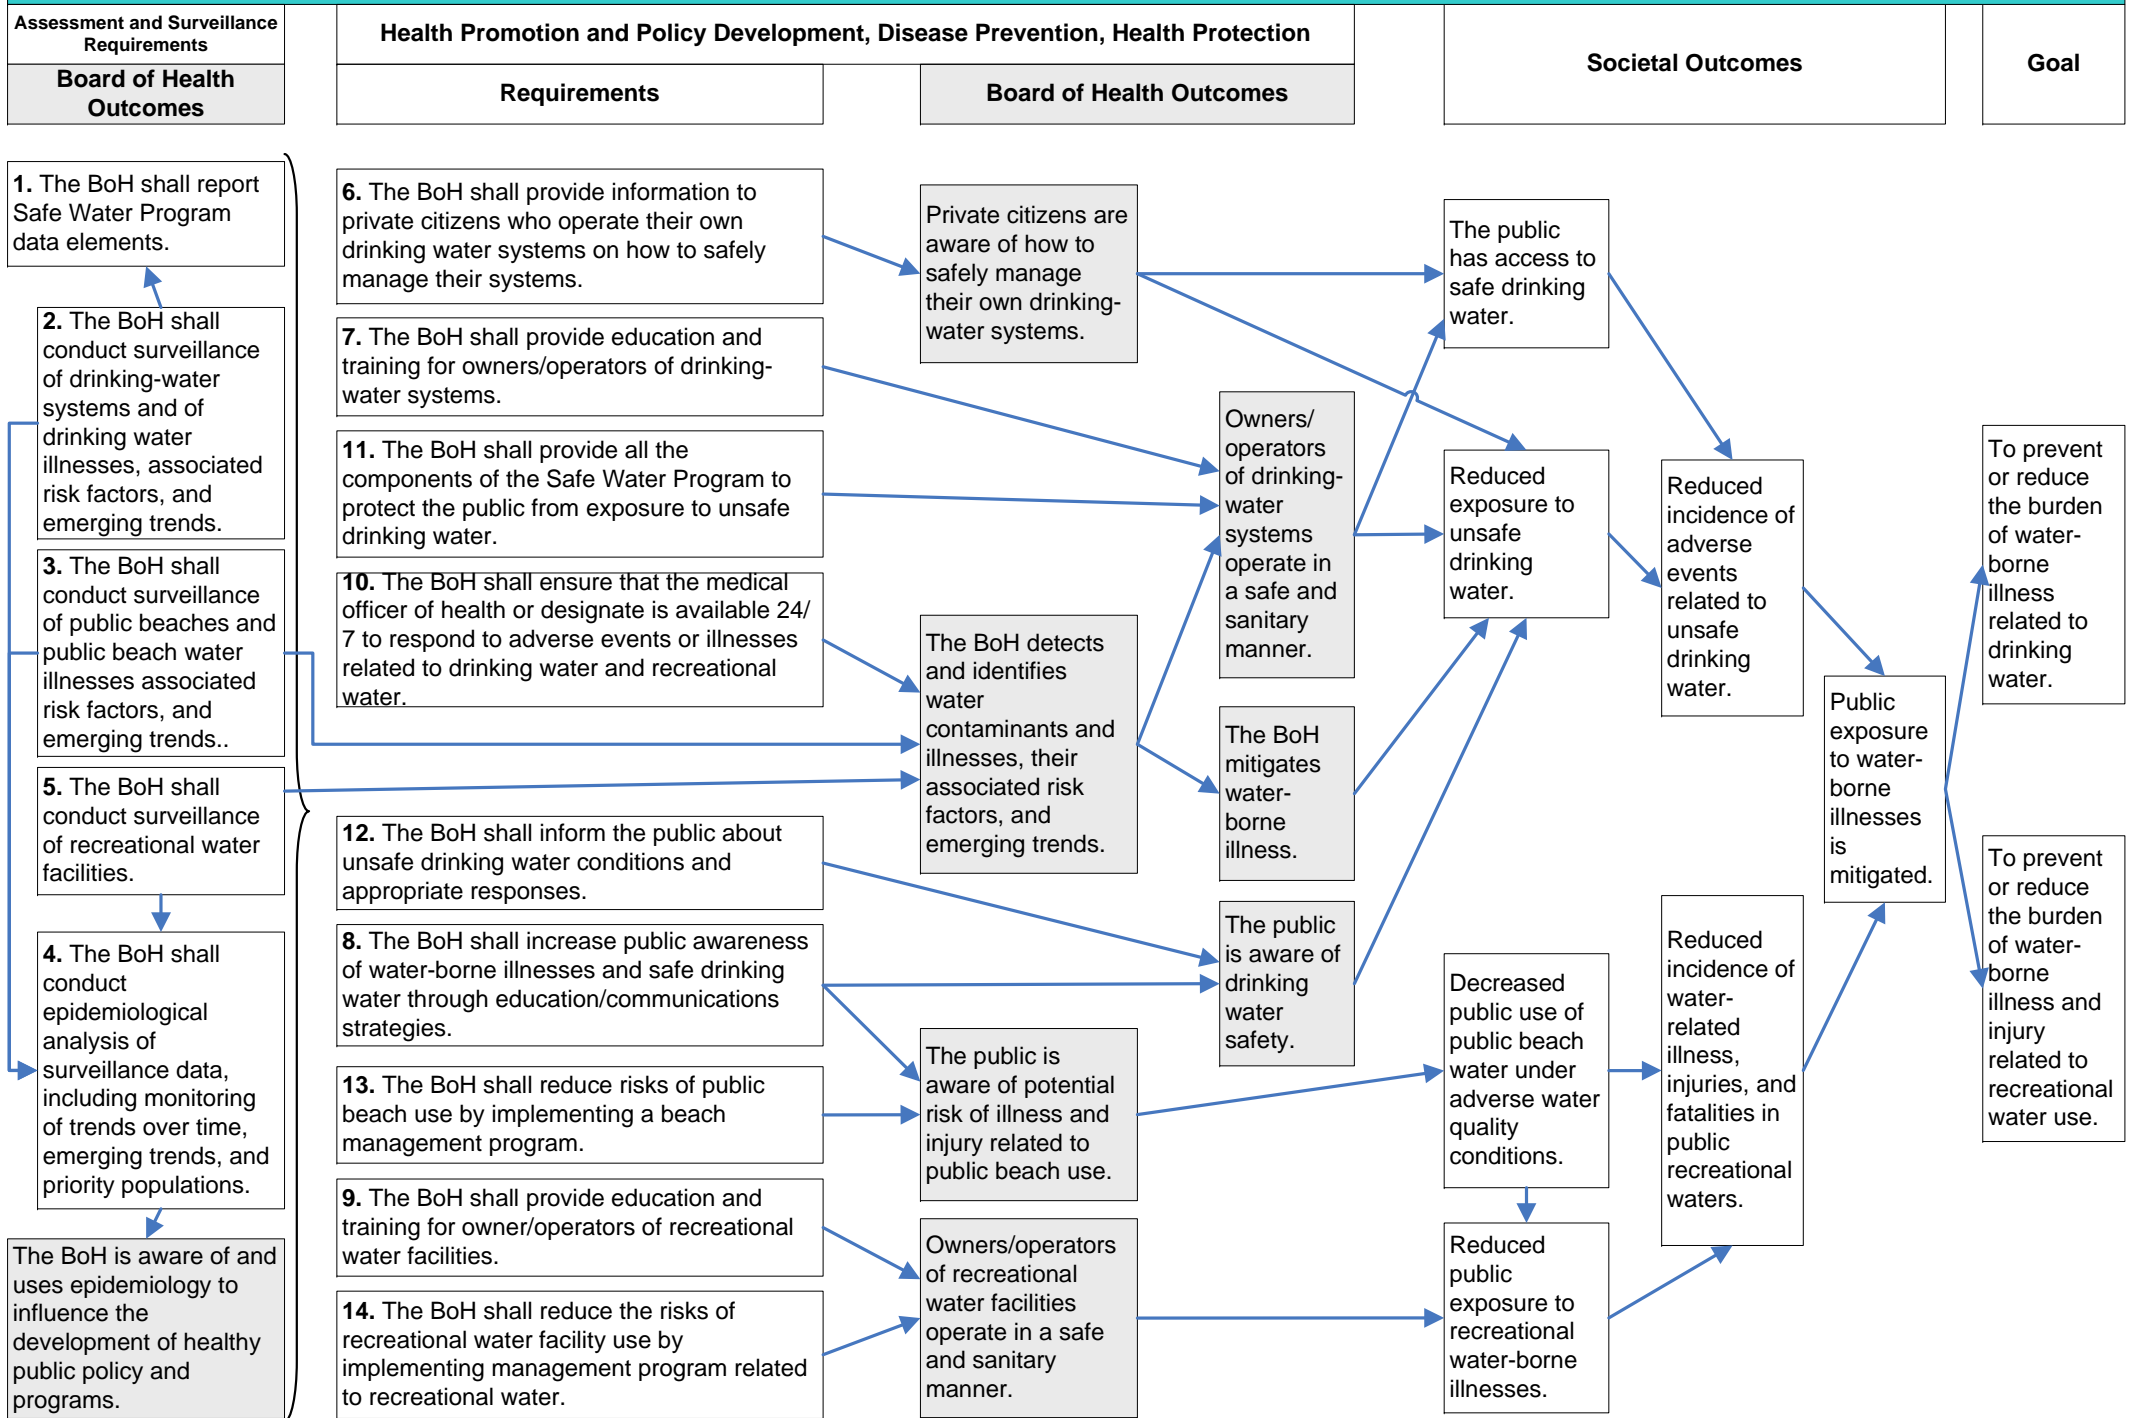 Assessment and Surveillance
Requirements
Board of Health
Outcomes
Health Promotion and Policy Development, Disease Prevention, Health Protection
Requirements
Board of Health Outcomes
Societal Outcomes
Goal
1. The BoH shall report
Safe Water Program
data elements.
2. The BoH shall
conduct surveillance
of drinking-water
systems and of
drinking water
illnesses, associated
risk factors, and
emerging trends.
3. The BoH shall
conduct surveillance
of public beaches and
public beach water
illnesses associated
risk factors, and
emerging trends..
5. The BoH shall
conduct surveillance
of recreational water
facilities.
4. The BoH shall
conduct
epidemiological
analysis of
surveillance data,
including monitoring
of trends over time,
emerging trends, and
priority populations.
The BoH is aware of and
uses epidemiology to
influence the
development of healthy
public policy and
programs.
6. The BoH shall provide information to
private citizens who operate their own
drinking water systems on how to safely
manage their systems.
7. The BoH shall provide education and
training for owners/operators of drinking-
water systems.
11. The BoH shall provide all the
components of the Safe Water Program to
protect the public from exposure to unsafe
drinking water.
10. The BoH shall ensure that the medical
officer of health or designate is available 24/
7 to respond to adverse events or illnesses
related to drinking water and recreational
water.
12. The BoH shall inform the public about
unsafe drinking water conditions and
appropriate responses.
8. The BoH shall increase public awareness
of water-borne illnesses and safe drinking
water through education/communications
strategies.
13. The BoH shall reduce risks of public
beach use by implementing a beach
management program.
9. The BoH shall provide education and
training for owner/operators of recreational
water facilities.
14. The BoH shall reduce the risks of
recreational water facility use by
implementing management program related
to recreational water.
Private citizens are
aware of how to
safely manage
their own drinking-
water systems.
Owners/
operators
of drinking-
water
systems
operate in
a safe and
sanitary
manner.
The BoH detects
and identifies
water
contaminants and
illnesses, their
associated risk
factors, and
emerging trends.
The BoH
mitigates
water-
borne
illness.
The public
is aware of
drinking
water
safety.
The public is
aware of potential
risk of illness and
injury related to
public beach use.
Owners/operators
of recreational
water facilities
operate in a safe
and sanitary
manner.
The public
has access to
safe drinking
water.
Reduced
exposure to
unsafe
drinking
water.
Reduced
incidence of
adverse
events
related to
unsafe
drinking
water.
Decreased
public use of
public beach
water under
adverse water
quality
conditions.
Reduced
public
exposure to
recreational
water-borne
illnesses.
Reduced
incidence of
water-
related
illness,
injuries, and
fatalities in
public
recreational
waters.
Public
exposure
to water-
borne
illnesses
is
mitigated.
To prevent
or reduce
the burden
of water-
borne
illness
related to
drinking
water.
To prevent
or reduce
the burden
of water-
borne
illness and
injury
related to
recreational
water use.